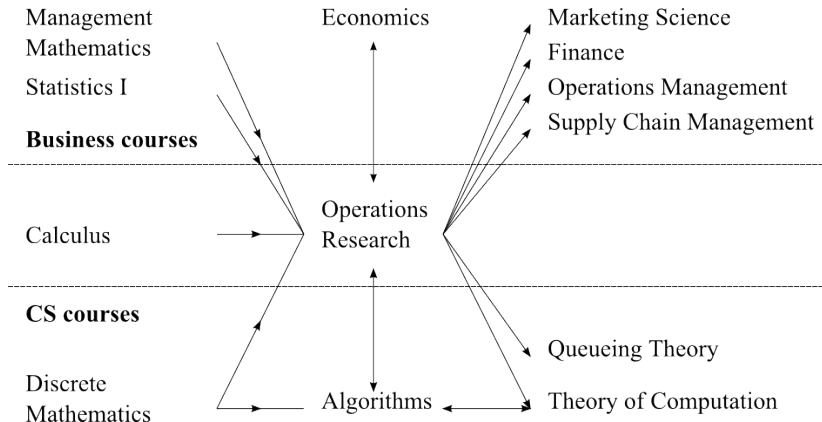 Management
Mathematics
Statistics I
Business courses
Economics
Marketing Science
Finance
Operations Management
Supply Chain Management
Calculus
Operations
Research
CS courses
Discrete
Mathematics
Algorithms
Queueing Theory
Theory of Computation